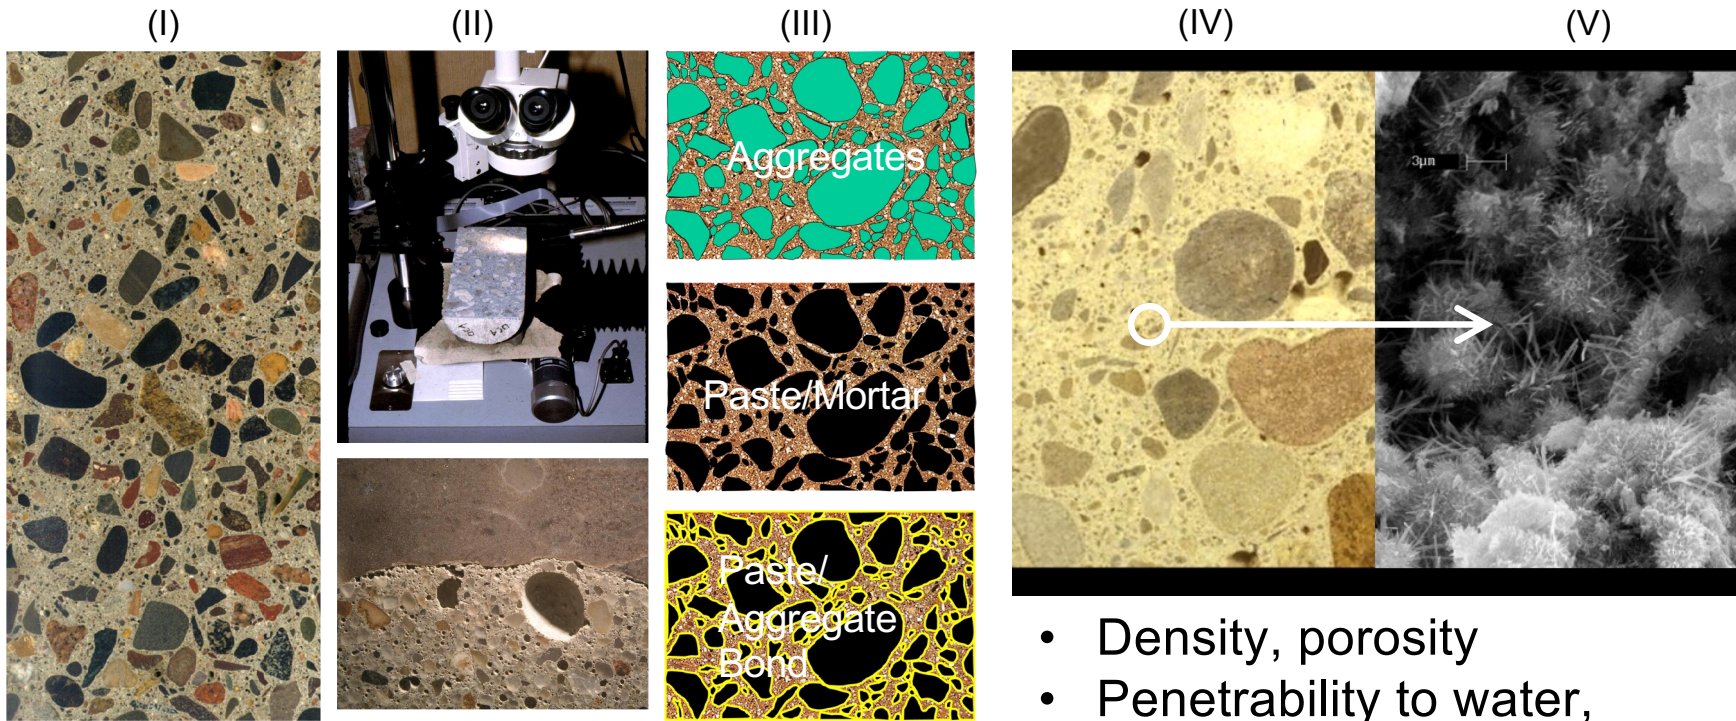 (I) (II) (III) (IV) (V)
Aggregates
Paste/Mortar
Paste/
Aggregate
Bond
3µm
• Density, porosity
• Penetrability to water,